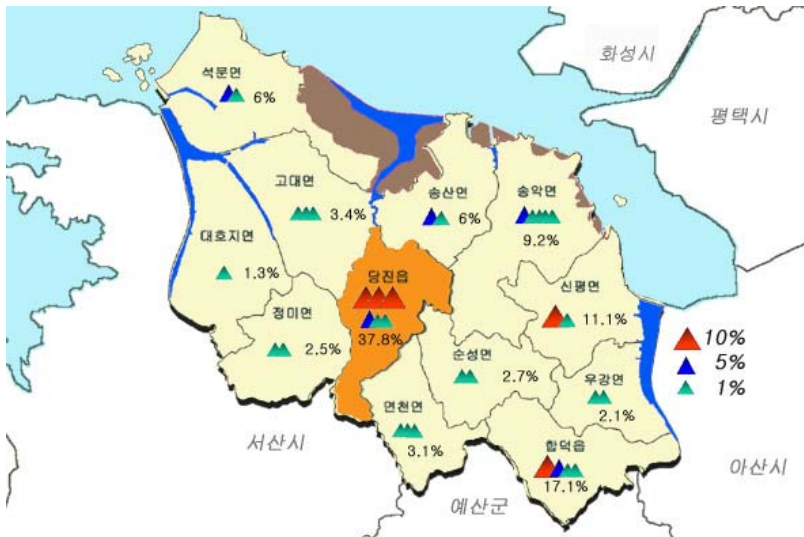 화성시
평택시
석문면
6%
고대면
3.4%
송산면
6%
송악면
9.2%
대호지면
1.3%
당진읍
37.8%
신평면
11.1%
정미면
2.5%
순성면
2.7%
우강면
2.1%
10%
5%
1%
면천면
3.1%
합덕읍
17.1%
서산시
예산군
아산시